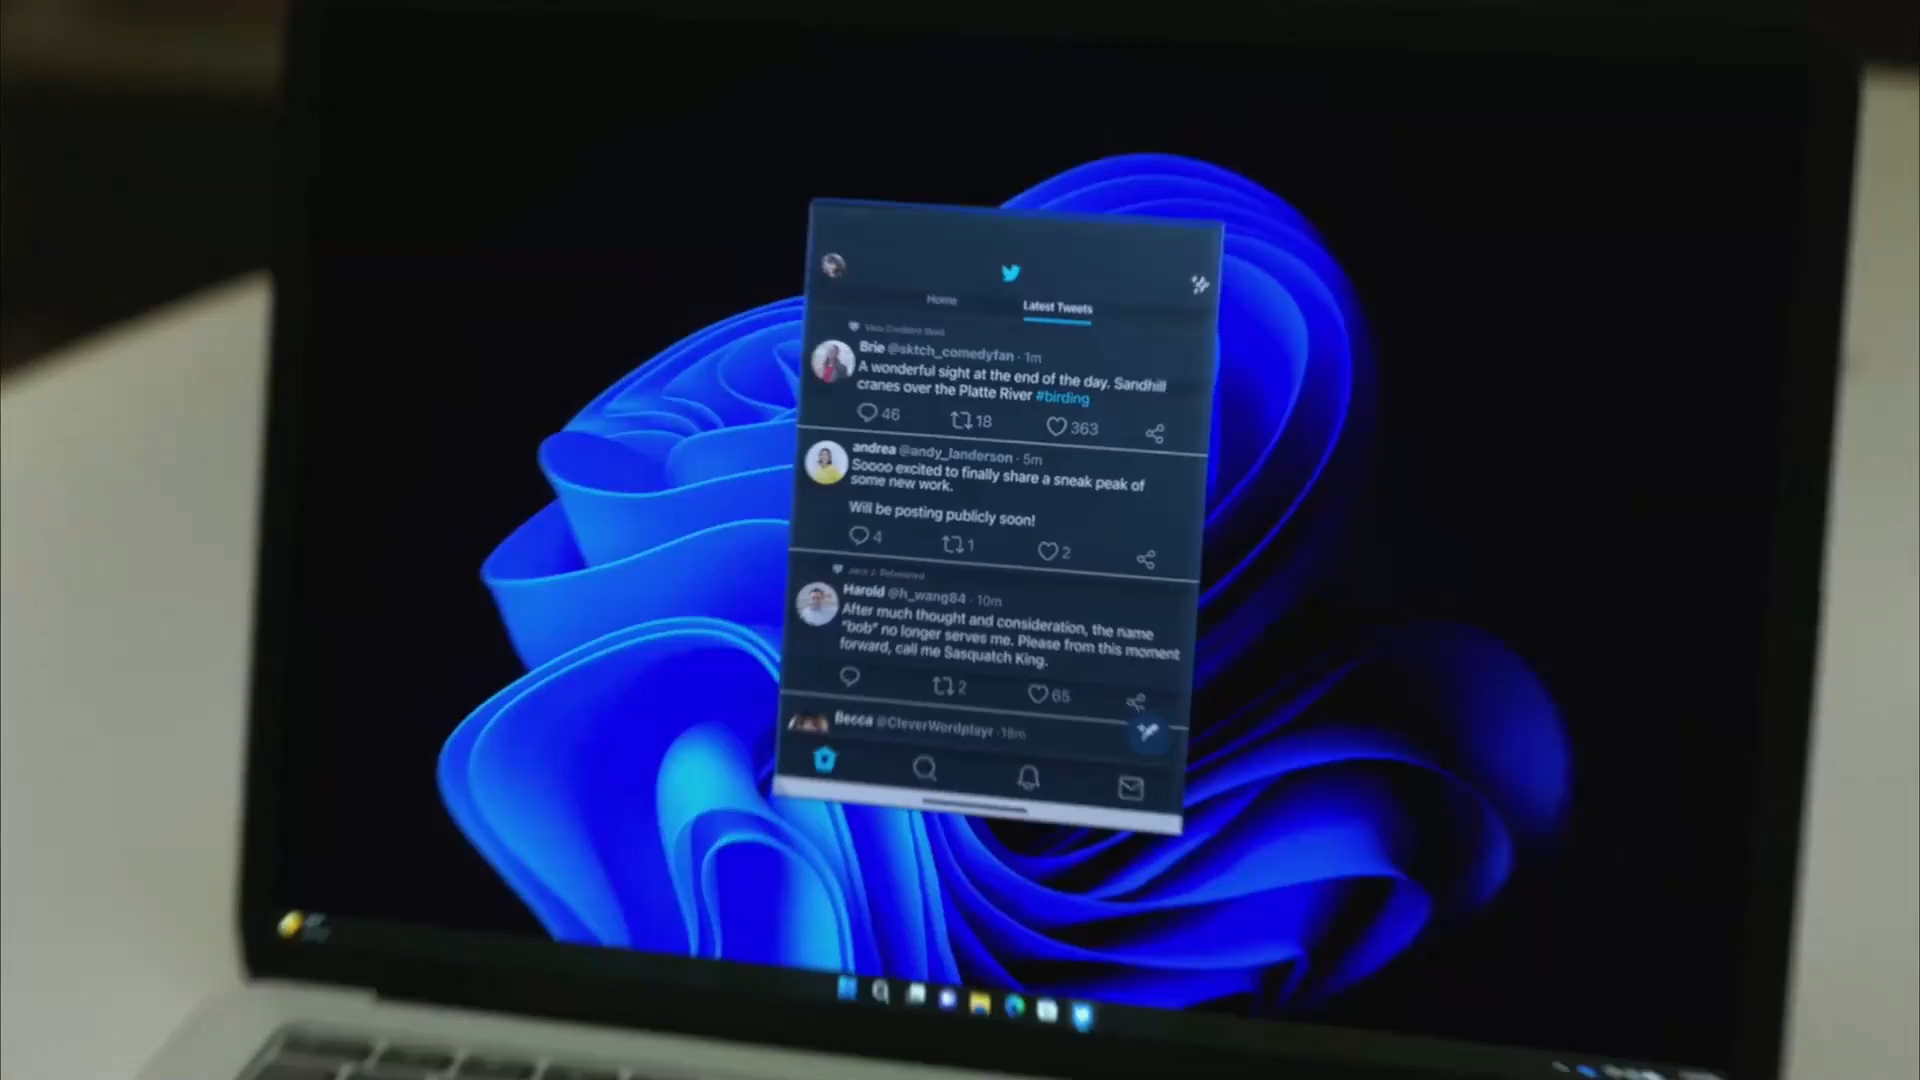 Home
Latest Tweets
Brie @sktch_comedyfan · 1m
A wonderful sight at the end of the day. Sandhill
cranes over the Platte River #birding
46 18 363
andrea @andy_landerson · 5m
Soooo excited to finally share a sneak peak of
some new work.
Will be posting publicly soon!
4 1 2
Harold @h_wang84 · 10m
After much thought and consideration, the name
"bob" no longer serves me. Please from this moment
forward, call me Sasquatch King.
2 65
Becca @CleverWordplayr · 18m